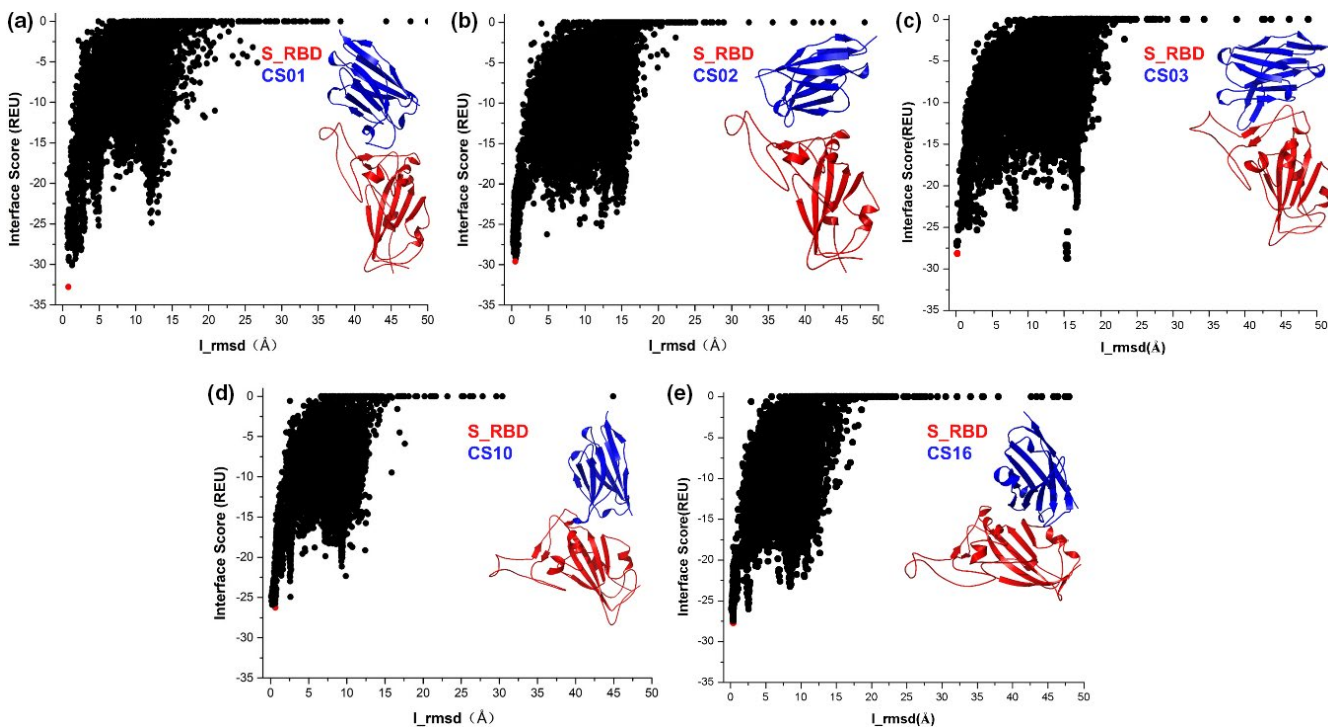 (a)
S_RBD
CS01
Interface Score (REU)
0
-5
-10
-15
-20
-25
-30
-35
0 5 10 15 20 25 30 35 40 45 50
I_rmsd（Å）
(b)
S_RBD
CS02
Interface Score (REU)
0
-5
-10
-15
-20
-25
-30
-35
0 5 10 15 20 25 30 35 40 45 50
I_rmsd（Å）
(c)
S_RBD
CS03
Interface Score(REU)
0
-5
-10
-15
-20
-25
-30
-35
0 5 10 15 20 25 30 35 40 45 50
I_rmsd(Å)
(d)
S_RBD
CS10
Interface Score (REU)
0
-5
-10
-15
-20
-25
-30
-35
0 5 10 15 20 25 30 35 40 45 50
I_rmsd（Å）
(e)
S_RBD
CS16
Interface Score(REU)
0
-5
-10
-15
-20
-25
-30
-35
0 5 10 15 20 25 30 35 40 45 50
I_rmsd(Å)